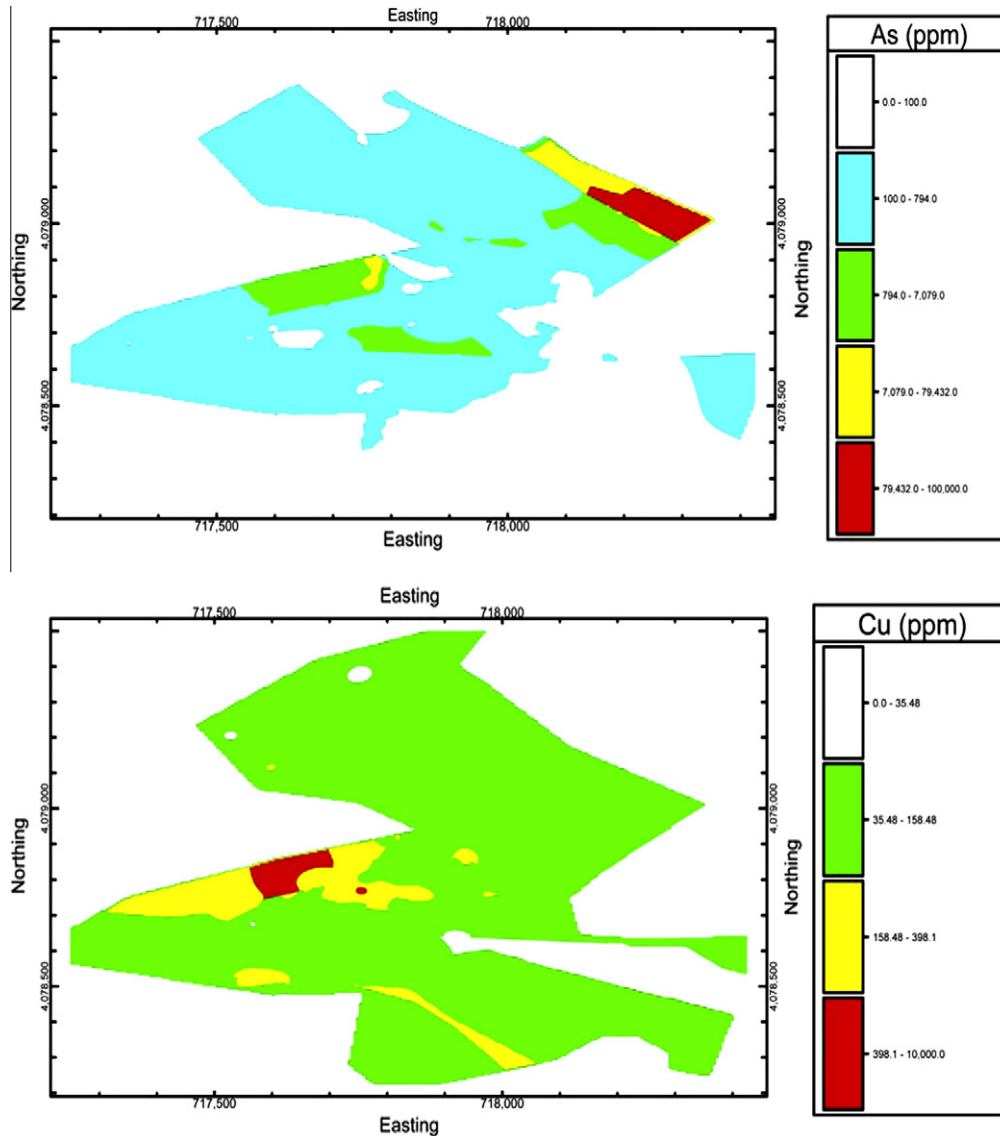 Easting
717,500 718,000
As (ppm)
0.0 - 100.0
100.0 - 794.0
794.0 - 7,079.0
7,079.0 - 79,432.0
79,432.0 - 100,000.0
Northing
4,079,000
4,078,500
Northing
4,079,000
4,078,500
717,500 718,000
Easting
Easting
717,500 718,000
Cu (ppm)
0.0 - 35.48
35.48 - 158.48
158.48 - 398.1
398.1 - 10,000.0
Northing
4,079,000
4,078,500
Northing
4,079,000
4,078,500
717,500 718,000
Easting